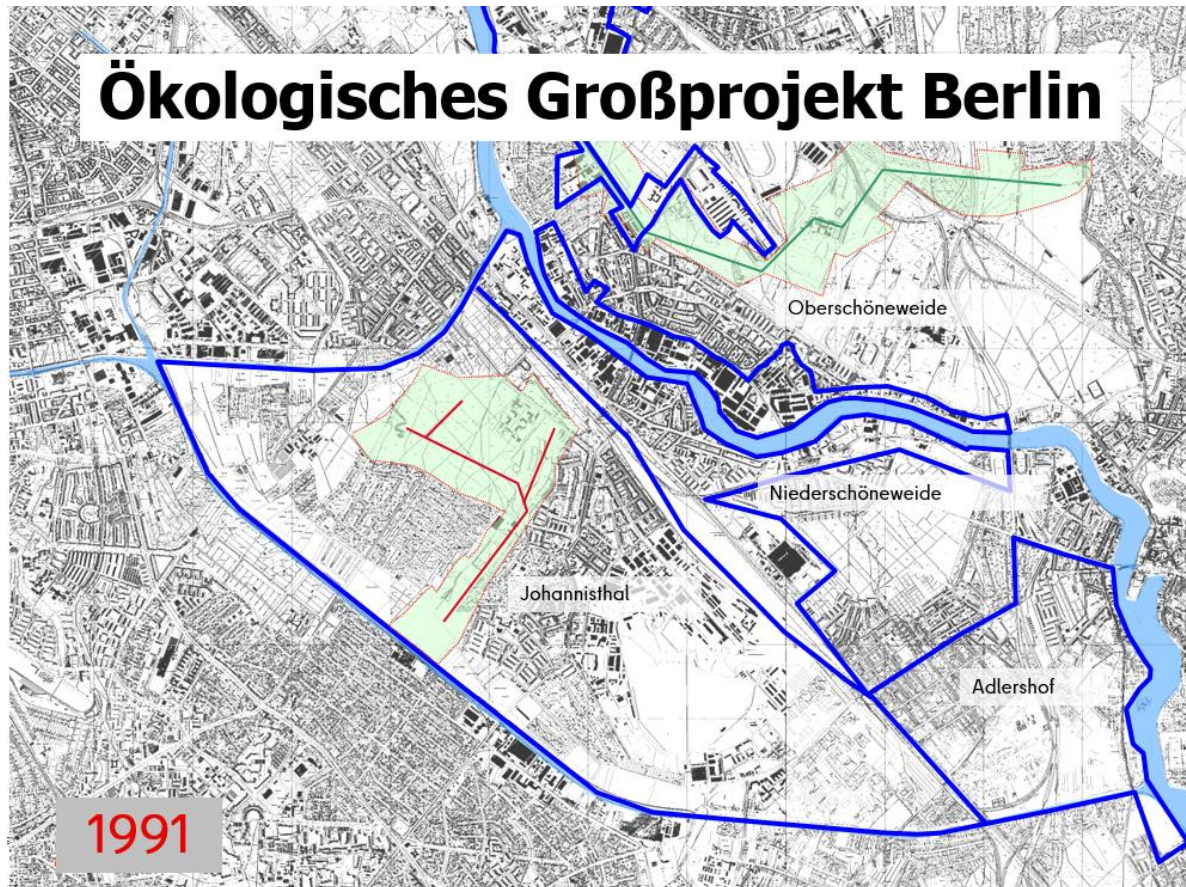 Ökologisches Großprojekt Berlin
Oberschöneweide
Niederschöneweide
Johannisthal
Adlershof
1991